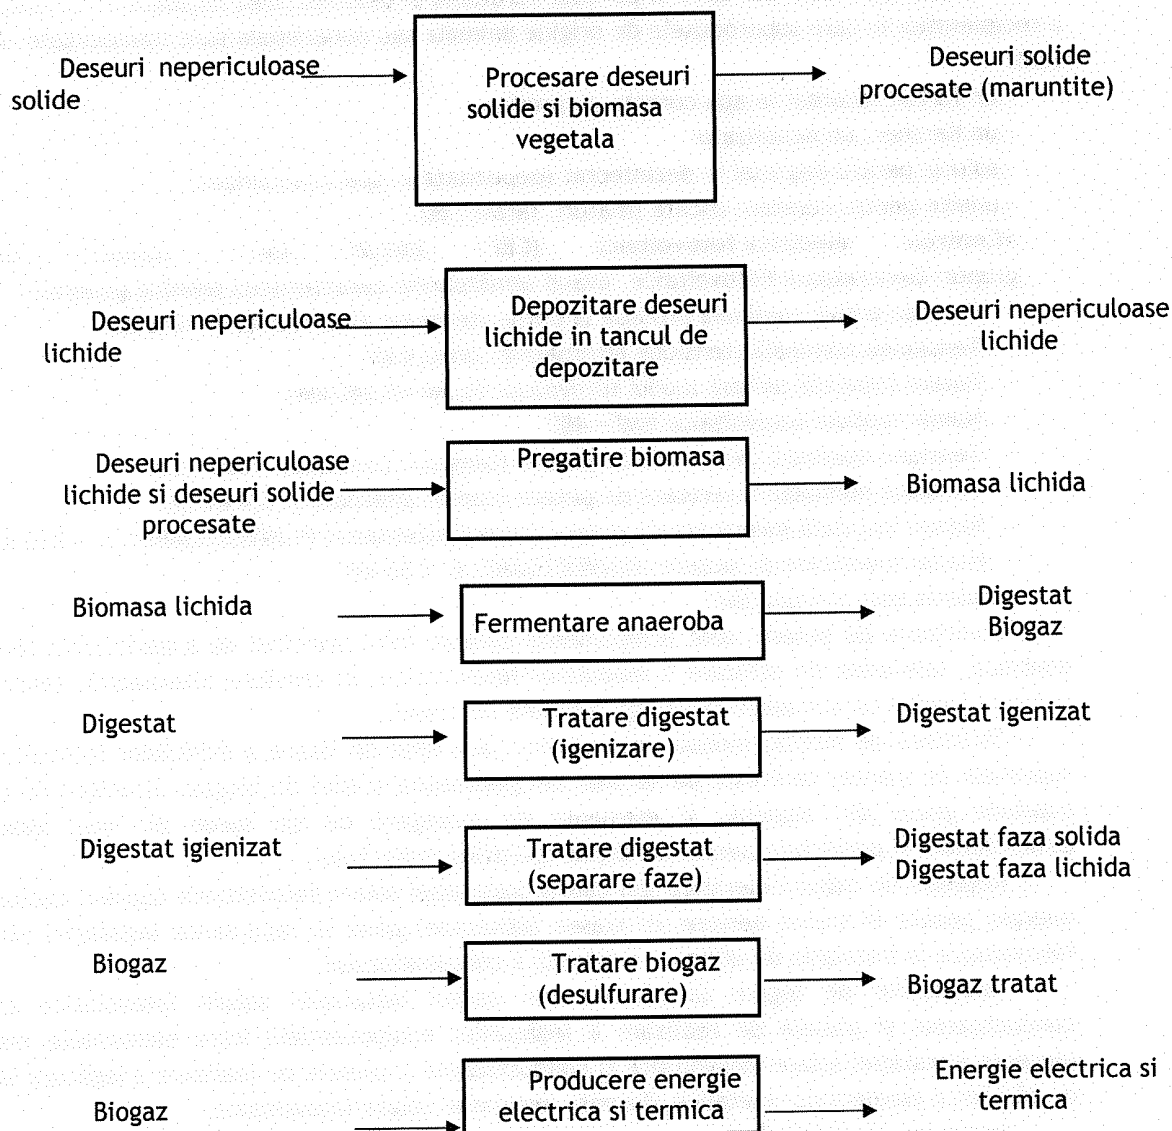 Deseuri nepericuloase
solide
Procesare deseuri
solide si biomasa
vegetala
Deseuri solide
procesate (maruntite)
Deseuri nepericuloase
lichide
Depozitare deseuri
lichide in tancul de
depozitare
Deseuri nepericuloase
lichide
Deseuri nepericuloase
lichide si deseuri solide
procesate
Pregatire biomasa
Biomasa lichida
Biomasa lichida
Fermentare anaeroba
Digestat
Biogaz
Digestat
Tratare digestat
(igenizare)
Digestat igenizat
Digestat igienizat
Tratare digestat
(separare faze)
Digestat faza solida
Digestat faza lichida
Biogaz
Tratare biogaz
(desulfurare)
Biogaz tratat
Biogaz
Producere energie
electrica si termica
Energie electrica si
termica